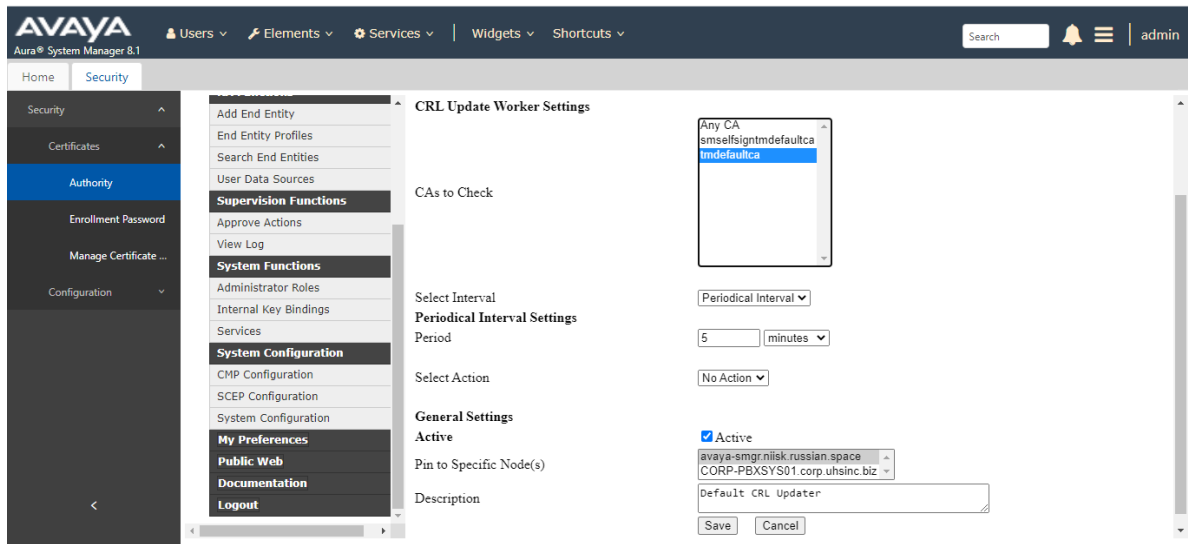 AVAYA
Aura® System Manager 8.1
Users Elements Services Widgets Shortcuts Search admin
Home Security
Security
Certificates
Authority
Enrollment Password
Manage Certificate ...
Configuration
Add End Entity
End Entity Profiles
Search End Entities
User Data Sources
Supervision Functions
Approve Actions
View Log
System Functions
Administrator Roles
Internal Key Bindings
Services
System Configuration
CMP Configuration
SCEP Configuration
System Configuration
My Preferences
Public Web
Documentation
Logout
CRL Update Worker Settings
CAs to Check
Any CA
smselfsigntmdefaultca
tmdefaultca
Select Interval Periodical Interval
Periodical Interval Settings
Period 5 minutes
Select Action No Action
General Settings
Active Active
Pin to Specific Node(s)
avaya-smgr.niisk.russian.space
CORP-PBXSYS01.corp.uhsinc.biz
Description Default CRL Updater
Save Cancel